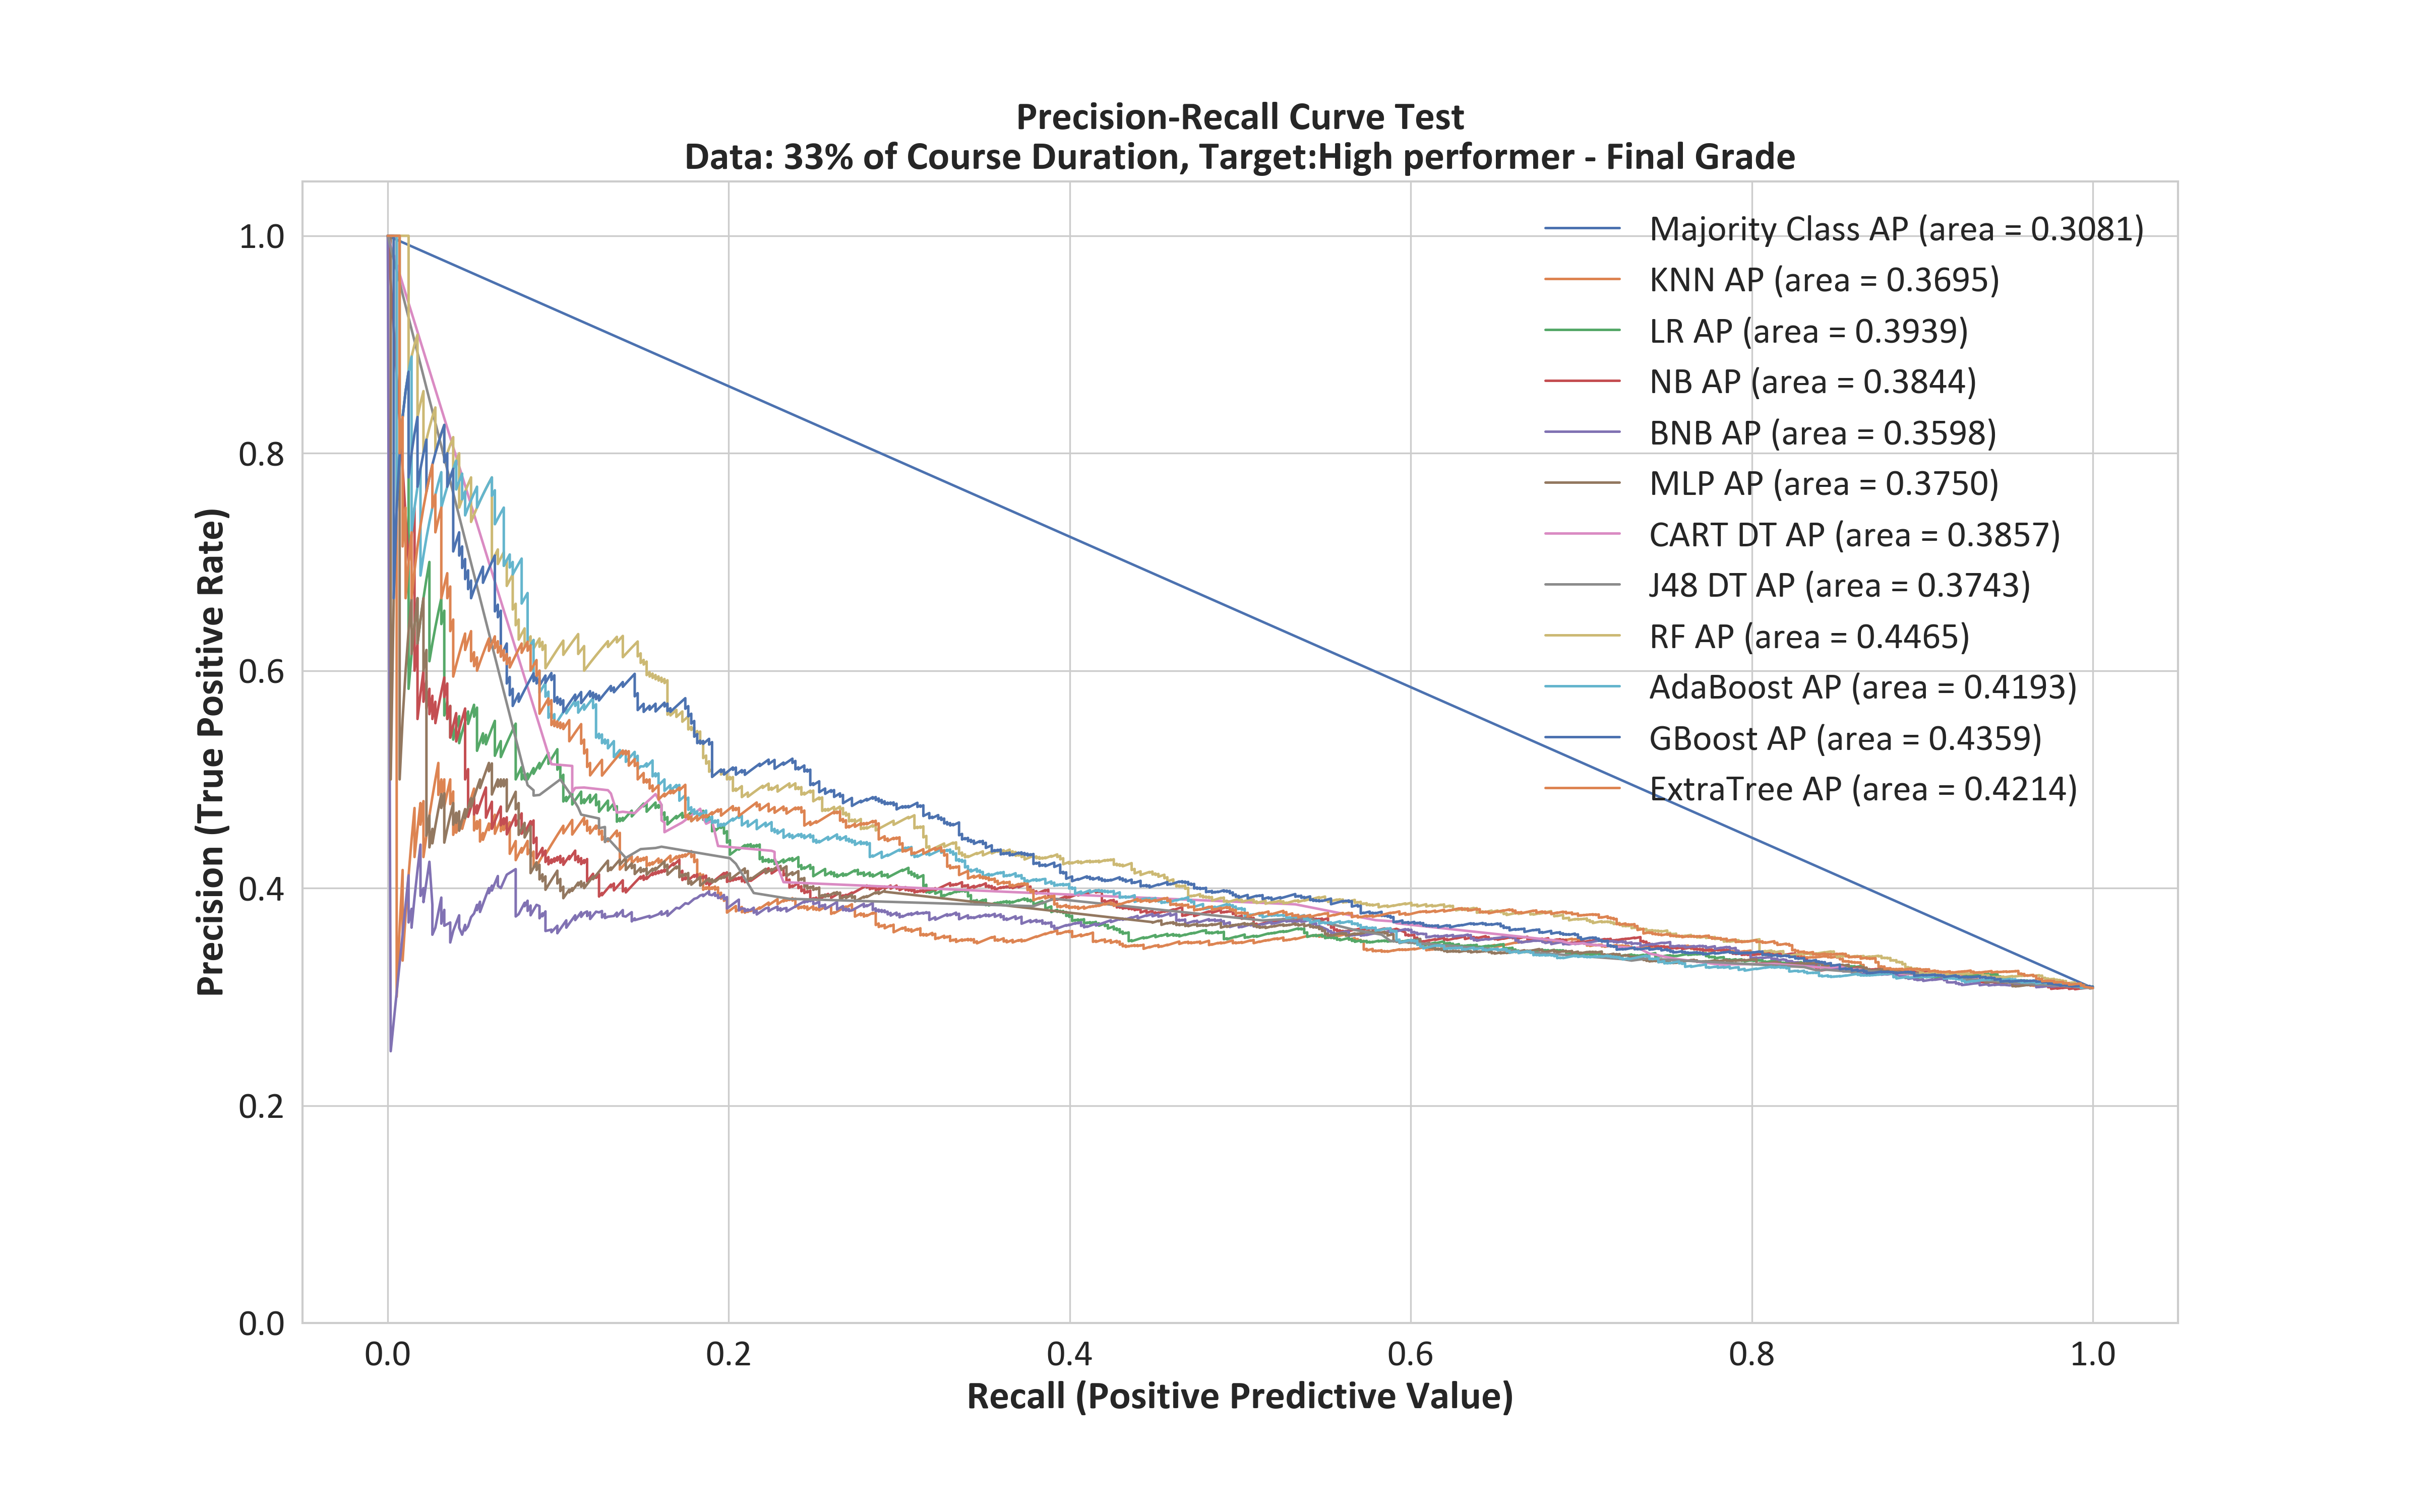 Precision-Recall Curve Test
Data: 33% of Course Duration, Target:High performer - Final Grade
Precision (True Positive Rate)
1.0
0.8
0.6
0.4
0.2
0.0
Majority Class AP (area = 0.3081)
KNN AP (area = 0.3695)
LR AP (area = 0.3939)
NB AP (area = 0.3844)
BNB AP (area = 0.3598)
MLP AP (area = 0.3750)
CART DT AP (area = 0.3857)
J48 DT AP (area = 0.3743)
RF AP (area = 0.4465)
AdaBoost AP (area = 0.4193)
GBoost AP (area = 0.4359)
ExtraTree AP (area = 0.4214)
0.0 0.2 0.4 0.6 0.8 1.0
Recall (Positive Predictive Value)